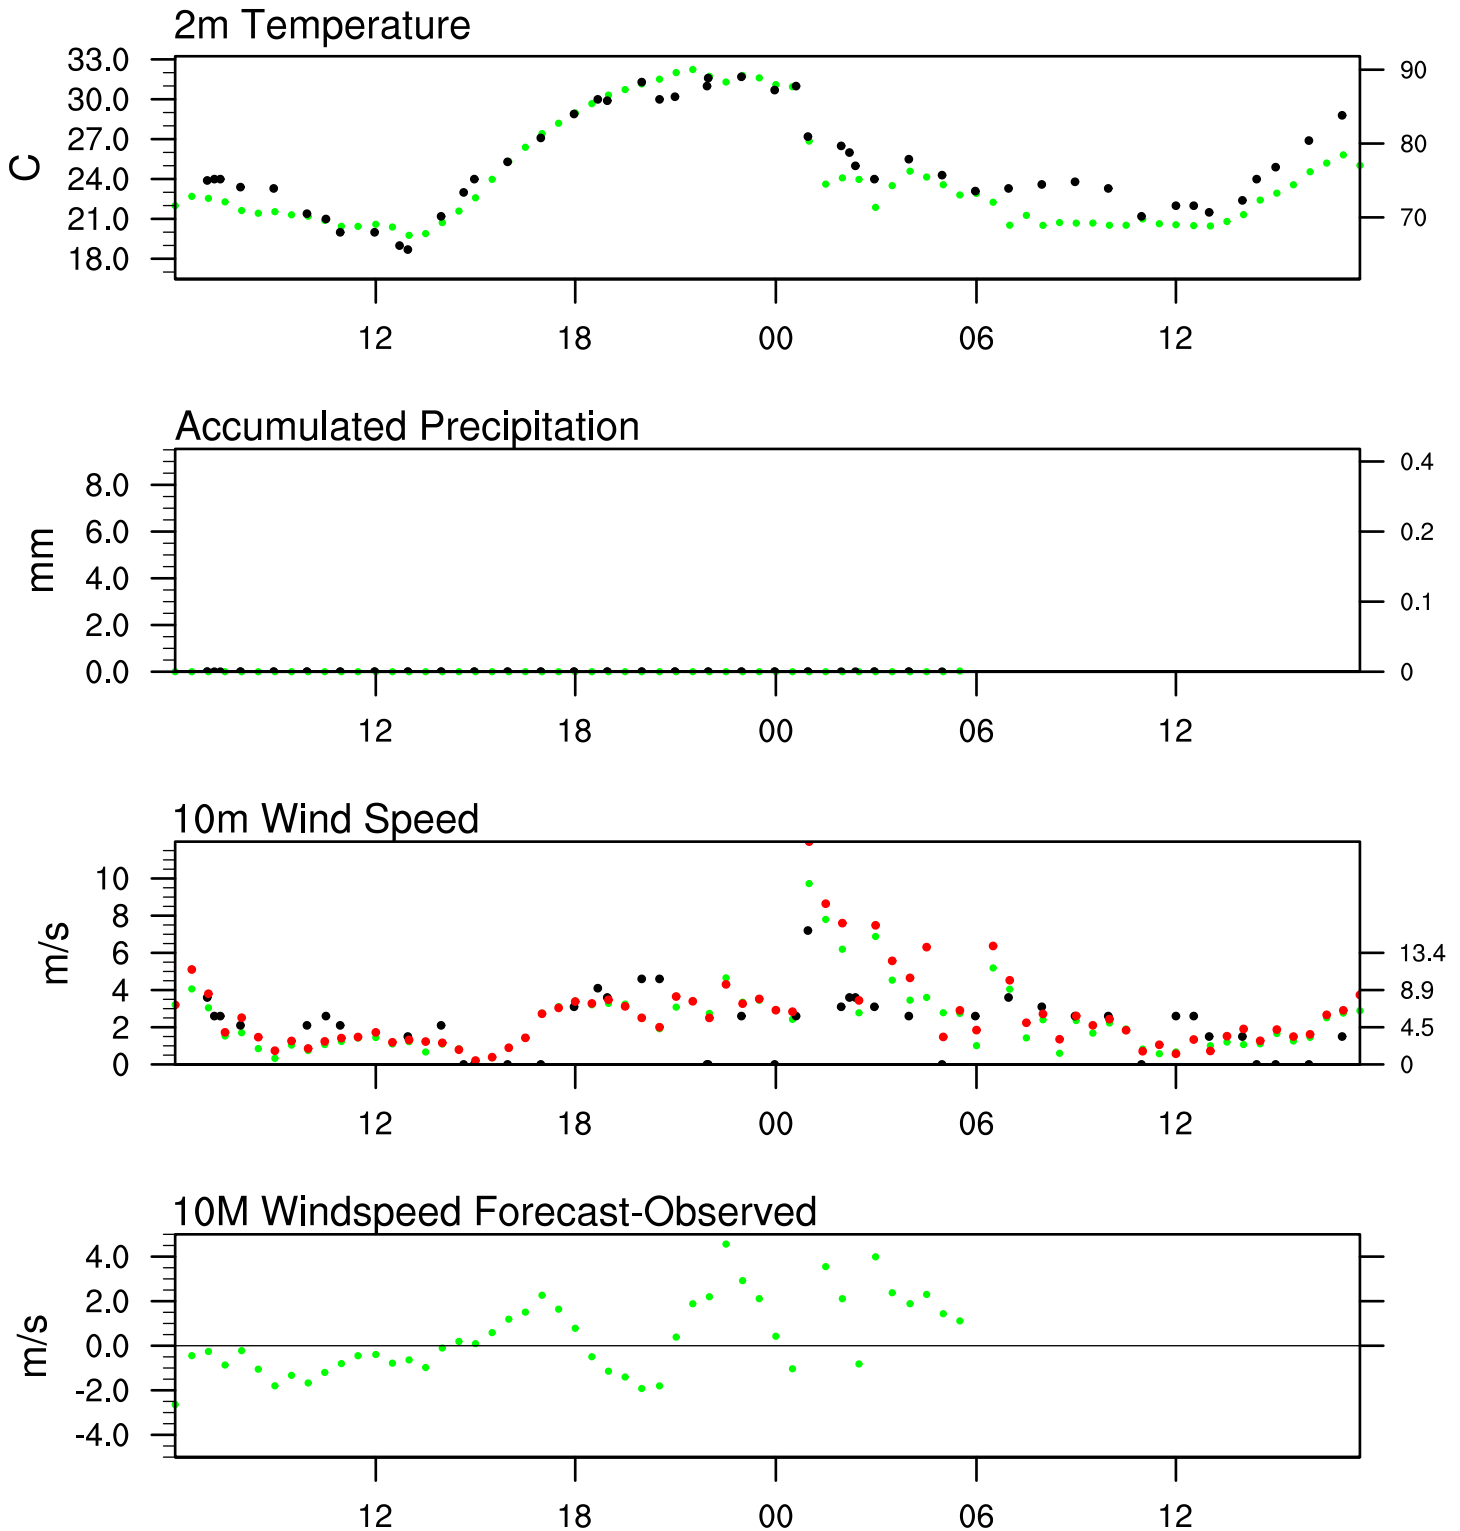 2m Temperature
33.0
30.0
27.0
24.0
21.0
18.0
C
90
80
70
12 18 00 06 12
Accumulated Precipitation
8.0
6.0
4.0
2.0
0.0
mm
0.4
0.2
0.1
0
12 18 00 06 12
10m Wind Speed
10
8
6
4
2
0
m/s
13.4
8.9
4.5
0
12 18 00 06 12
10M Windspeed Forecast-Observed
4.0
2.0
0.0
-2.0
-4.0
m/s
12 18 00 06 12